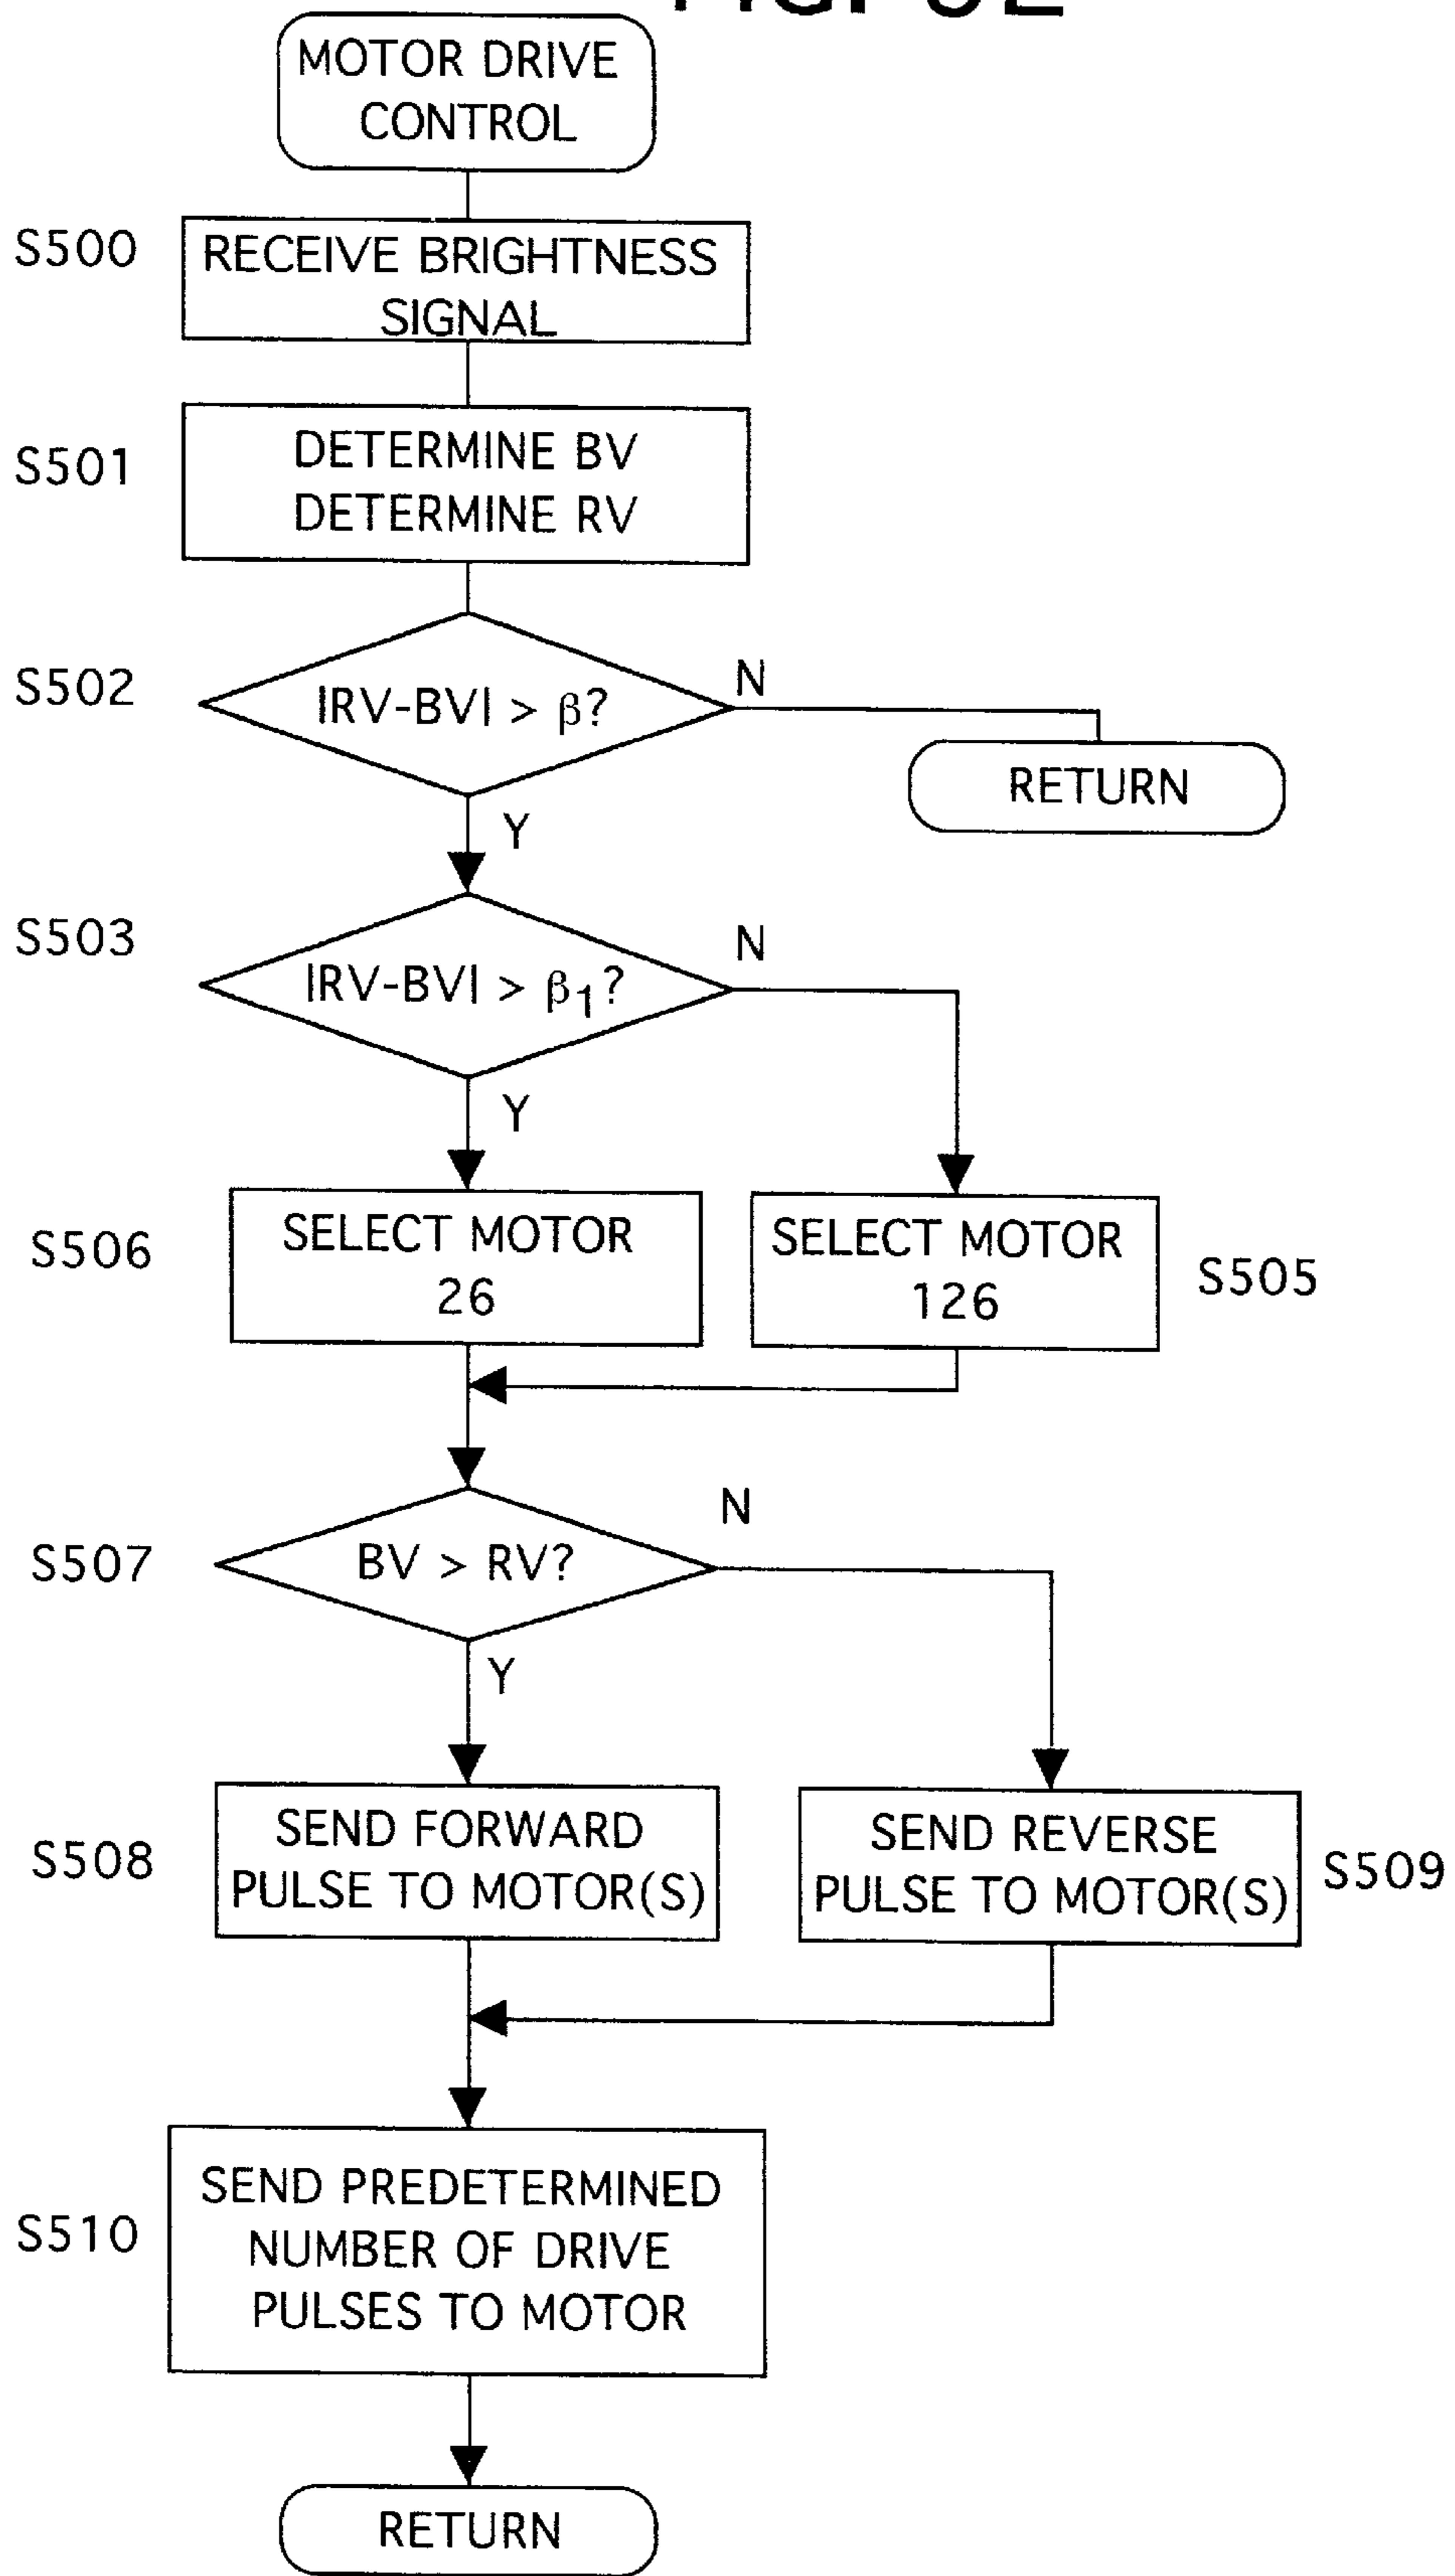 MOTOR DRIVE
CONTROL
S500
RECEIVE BRIGHTNESS
SIGNAL
S501
DETERMINE BV
DETERMINE RV
S502
|RV-BV| > β?
N
RETURN
Y
S503
|RV-BV| > β1?
N
Y
S506
SELECT MOTOR
26
SELECT MOTOR
126
S505
S507
BV > RV?
N
Y
S508
SEND FORWARD
PULSE TO MOTOR(S)
SEND REVERSE
PULSE TO MOTOR(S)
S509
S510
SEND PREDETERMINED
NUMBER OF DRIVE
PULSES TO MOTOR
RETURN